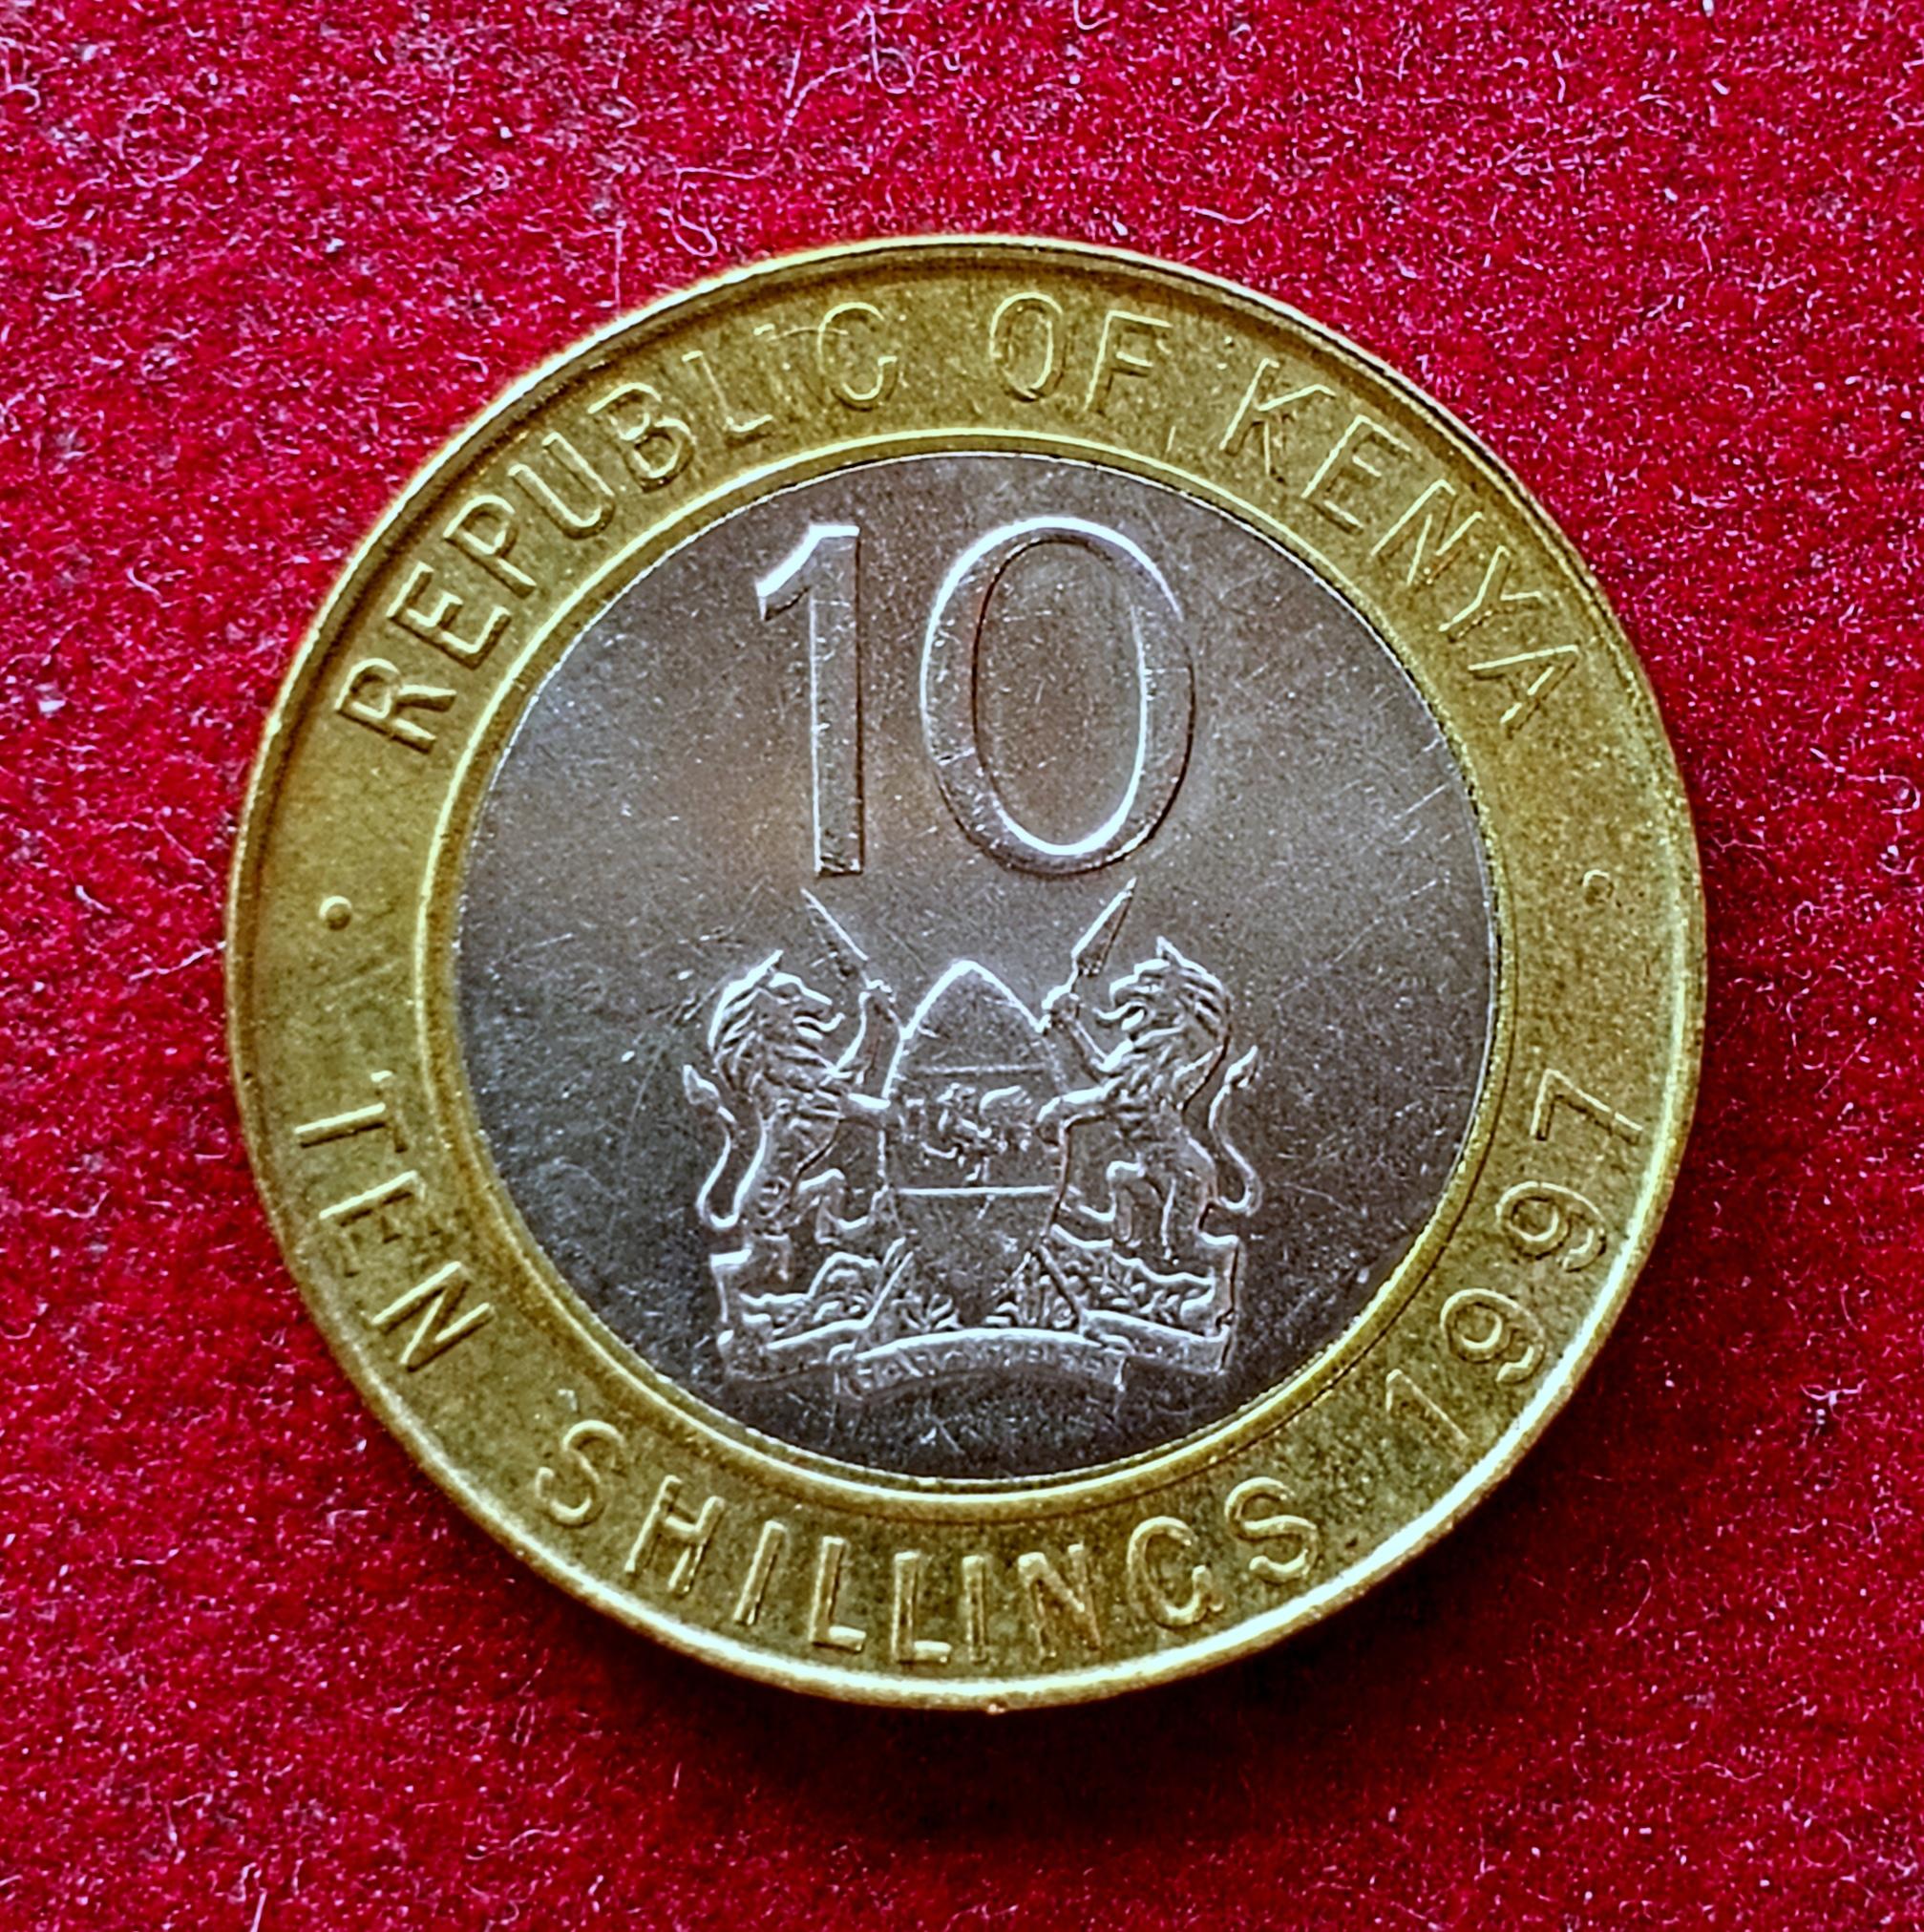 REPUBLIC OF KENYA
10
TEN SHILLINGS 1997